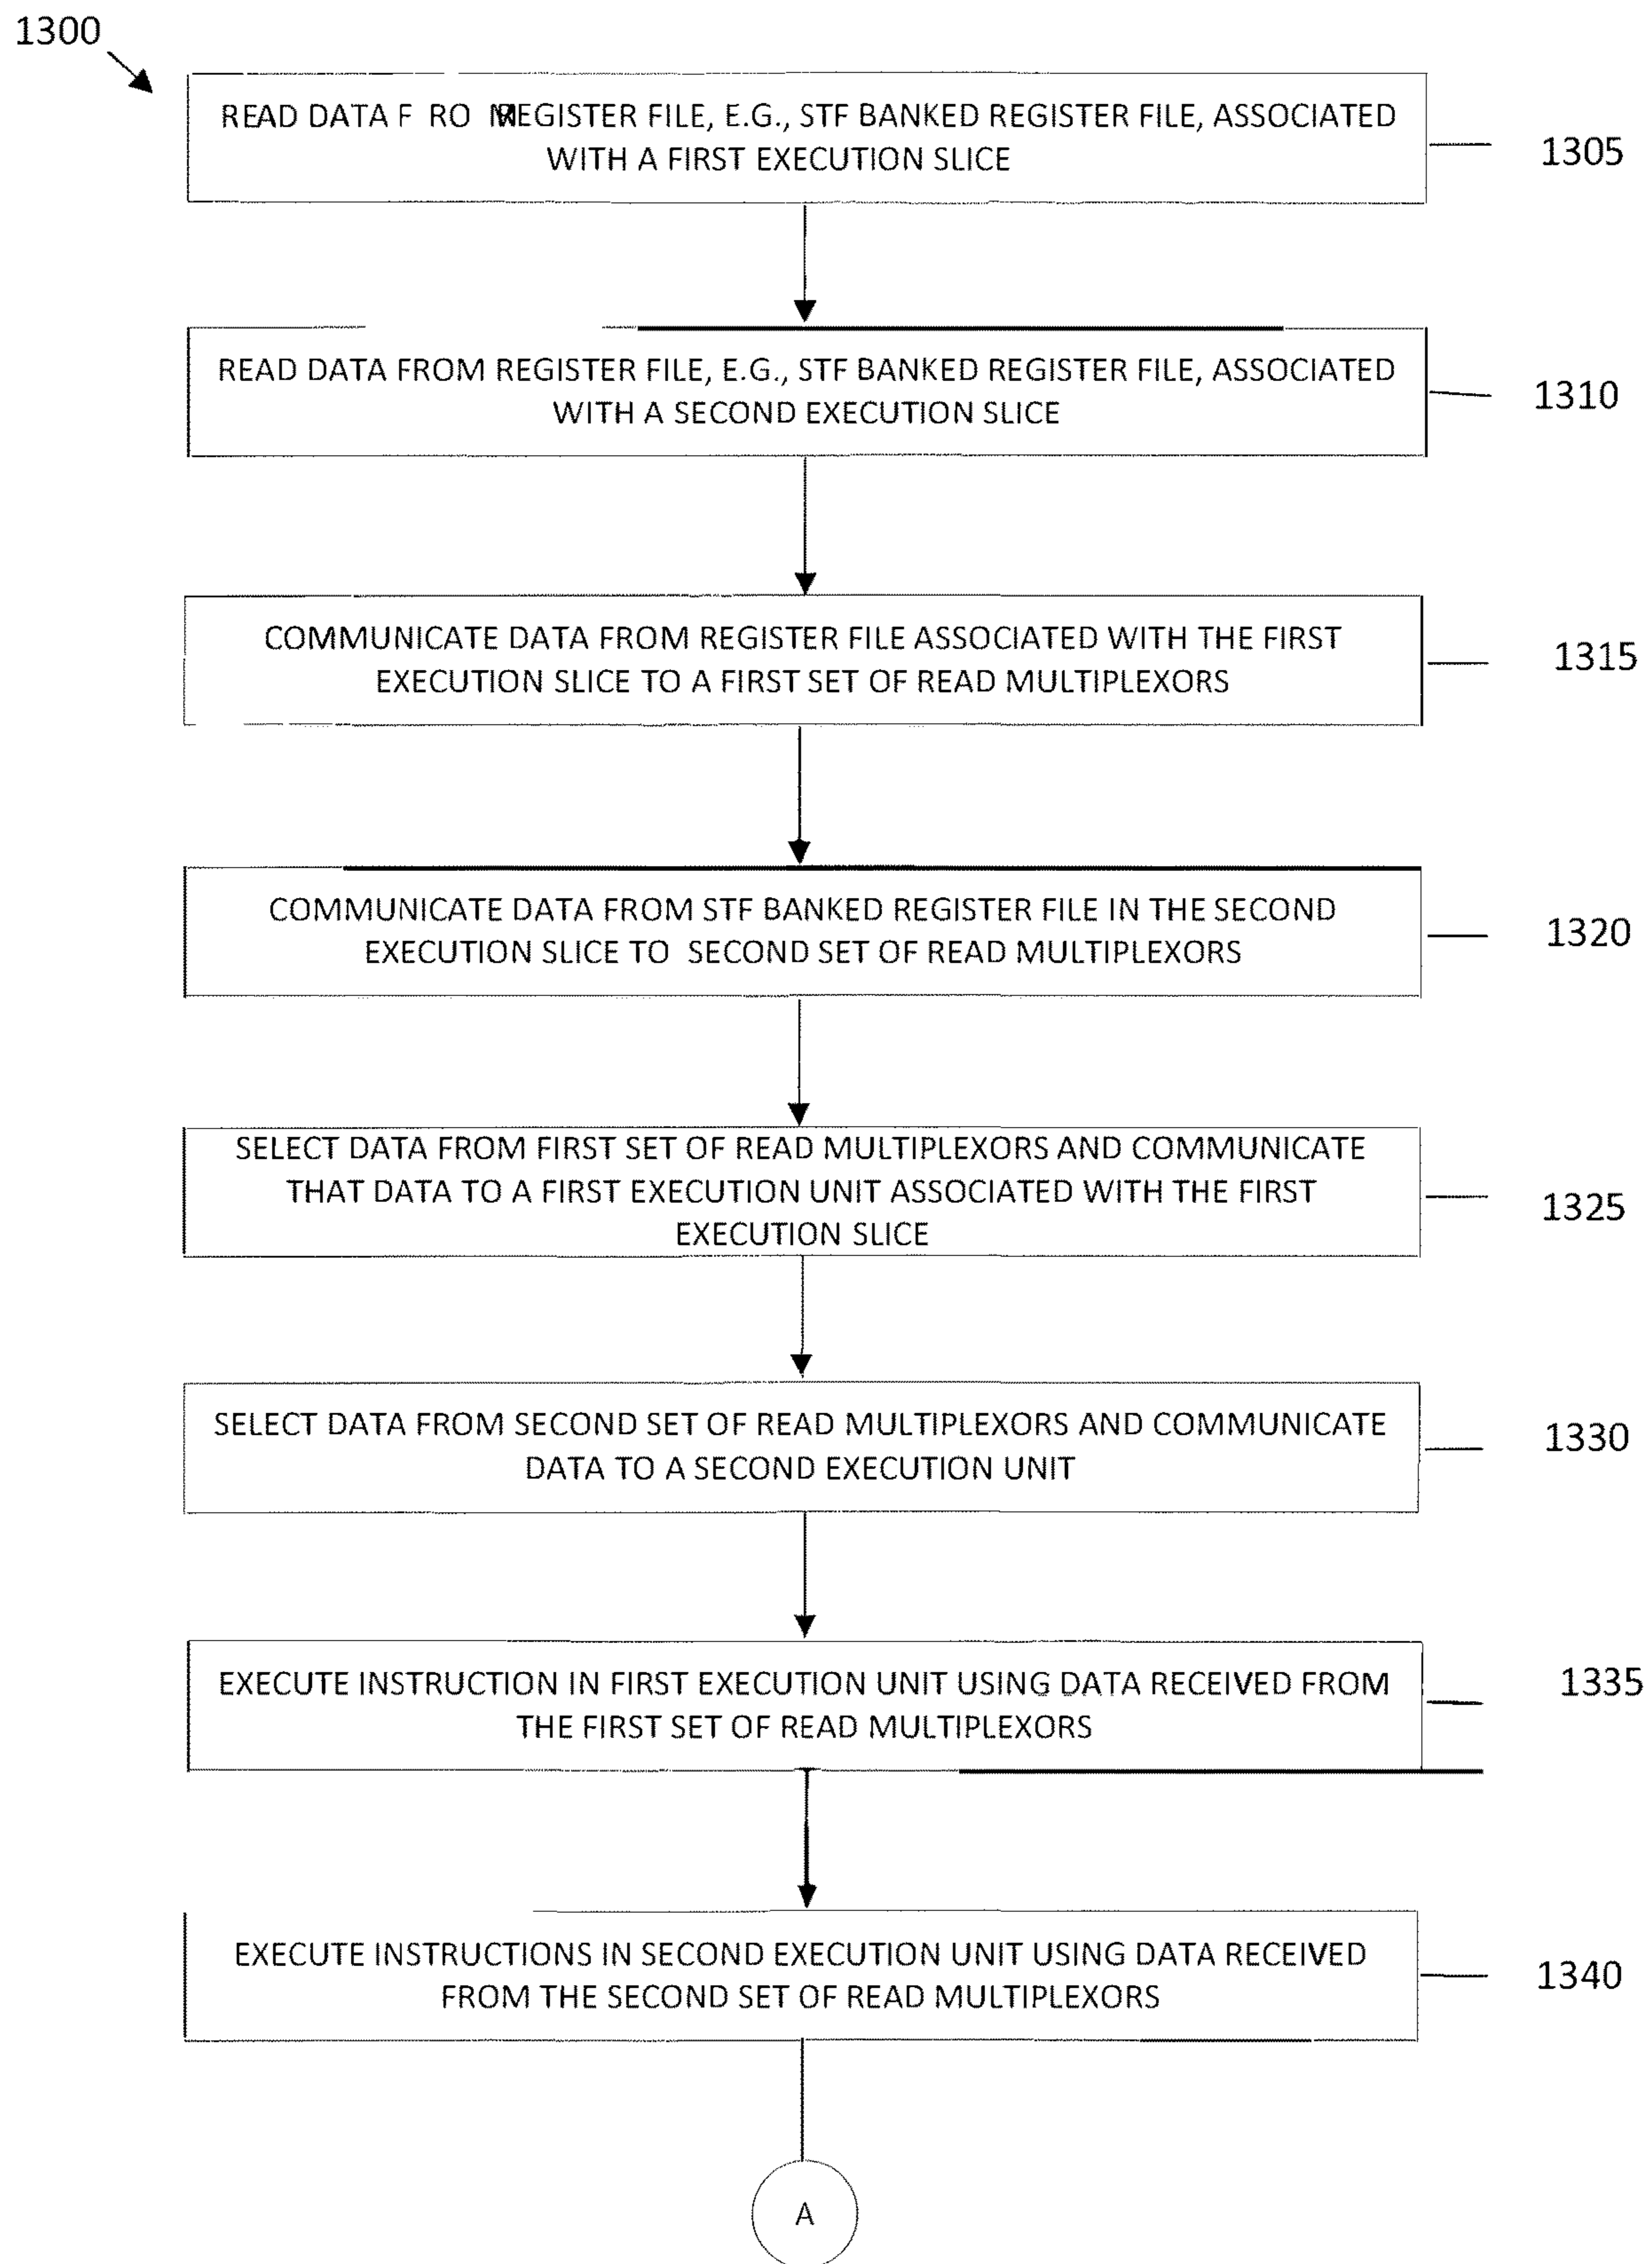 1300
READ DATA FROM REGISTER FILE, E.G., STF BANKED REGISTER FILE, ASSOCIATED
WITH A FIRST EXECUTION SLICE
1305
READ DATA FROM REGISTER FILE, E.G., STF BANKED REGISTER FILE, ASSOCIATED
WITH A SECOND EXECUTION SLICE
1310
COMMUNICATE DATA FROM REGISTER FILE ASSOCIATED WITH THE FIRST
EXECUTION SLICE TO A FIRST SET OF READ MULTIPLEXORS
1315
COMMUNICATE DATA FROM STF BANKED REGISTER FILE IN THE SECOND
EXECUTION SLICE TO SECOND SET OF READ MULTIPLEXORS
1320
SELECT DATA FROM FIRST SET OF READ MULTIPLEXORS AND COMMUNICATE
THAT DATA TO A FIRST EXECUTION UNIT ASSOCIATED WITH THE FIRST
EXECUTION SLICE
1325
SELECT DATA FROM SECOND SET OF READ MULTIPLEXORS AND COMMUNICATE
DATA TO A SECOND EXECUTION UNIT
1330
EXECUTE INSTRUCTION IN FIRST EXECUTION UNIT USING DATA RECEIVED FROM
THE FIRST SET OF READ MULTIPLEXORS
1335
EXECUTE INSTRUCTIONS IN SECOND EXECUTION UNIT USING DATA RECEIVED
FROM THE SECOND SET OF READ MULTIPLEXORS
1340
A